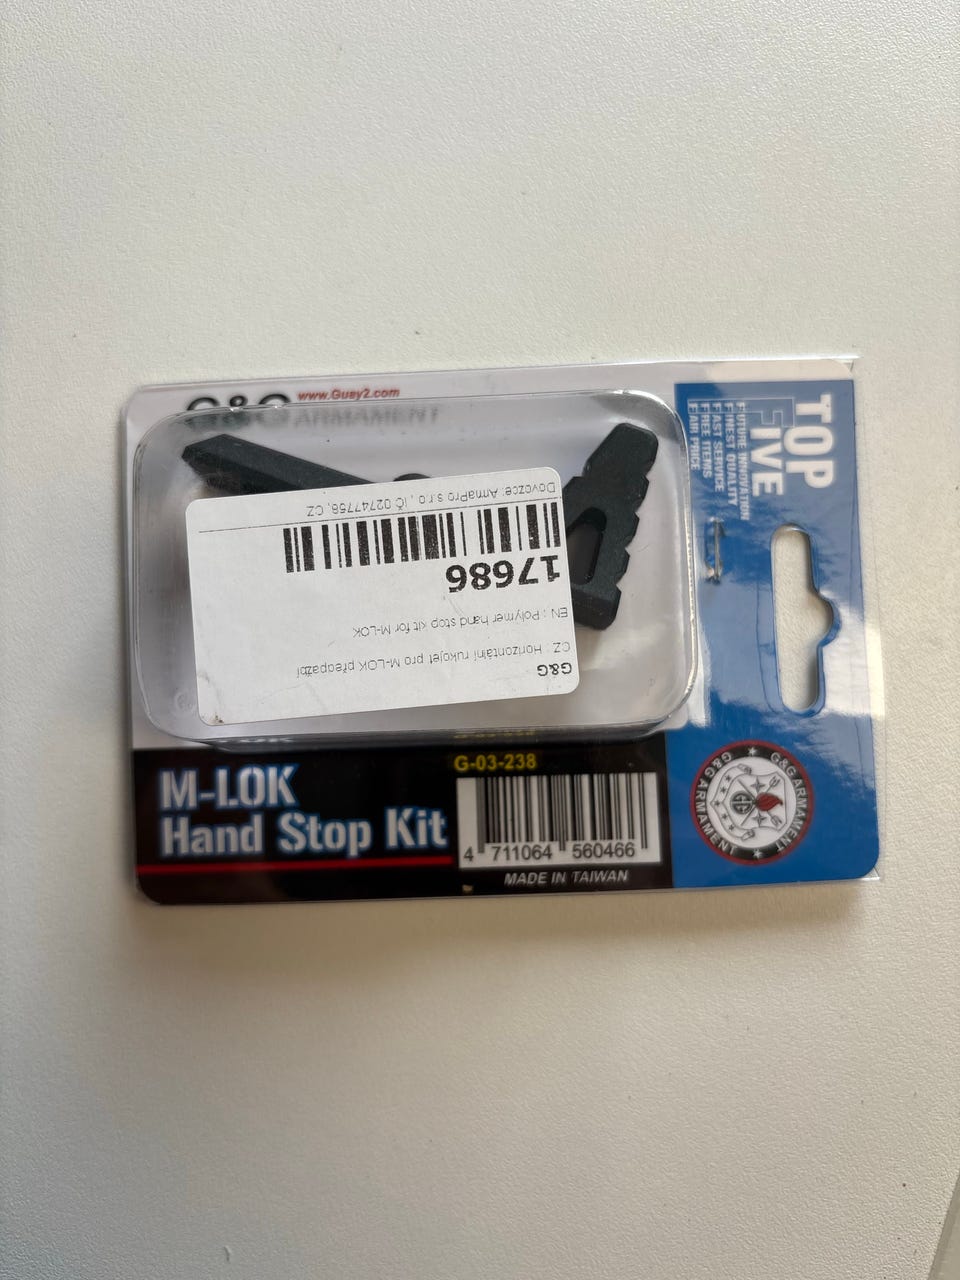 G&G www.Guay2.com
ARMAMENT
G&G
CZ : Horizontální rukojeť pro M-LOK předpažbí
EN : Polymer hand stop kit for M-LOK
17686
Dovozce: ArmaPro s.r.o., IČ 02747758, CZ
M-LOK
Hand Stop Kit
G-03-238
4 711064 560466
MADE IN TAIWAN
TOP
FIVE
FUTURE INNOVATION
FINEST QUALITY
FAST SERVICE
FREE ITEMS
FAIR PRICE
G&G ARMAMENT
G&G ARMAMENT